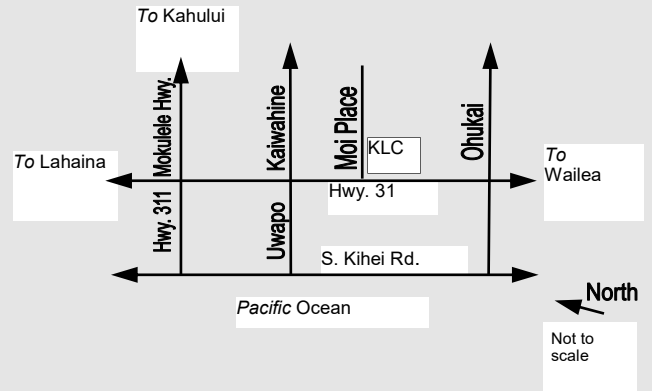 To Kahului
Hwy. 311 Mokulele Hwy.
Kaiwahine
Moi Place
KLC
Ohukai
To Lahaina
To
Wailea
Hwy. 31
Uwapo
S. Kihei Rd.
Pacific Ocean
North
Not to
scale